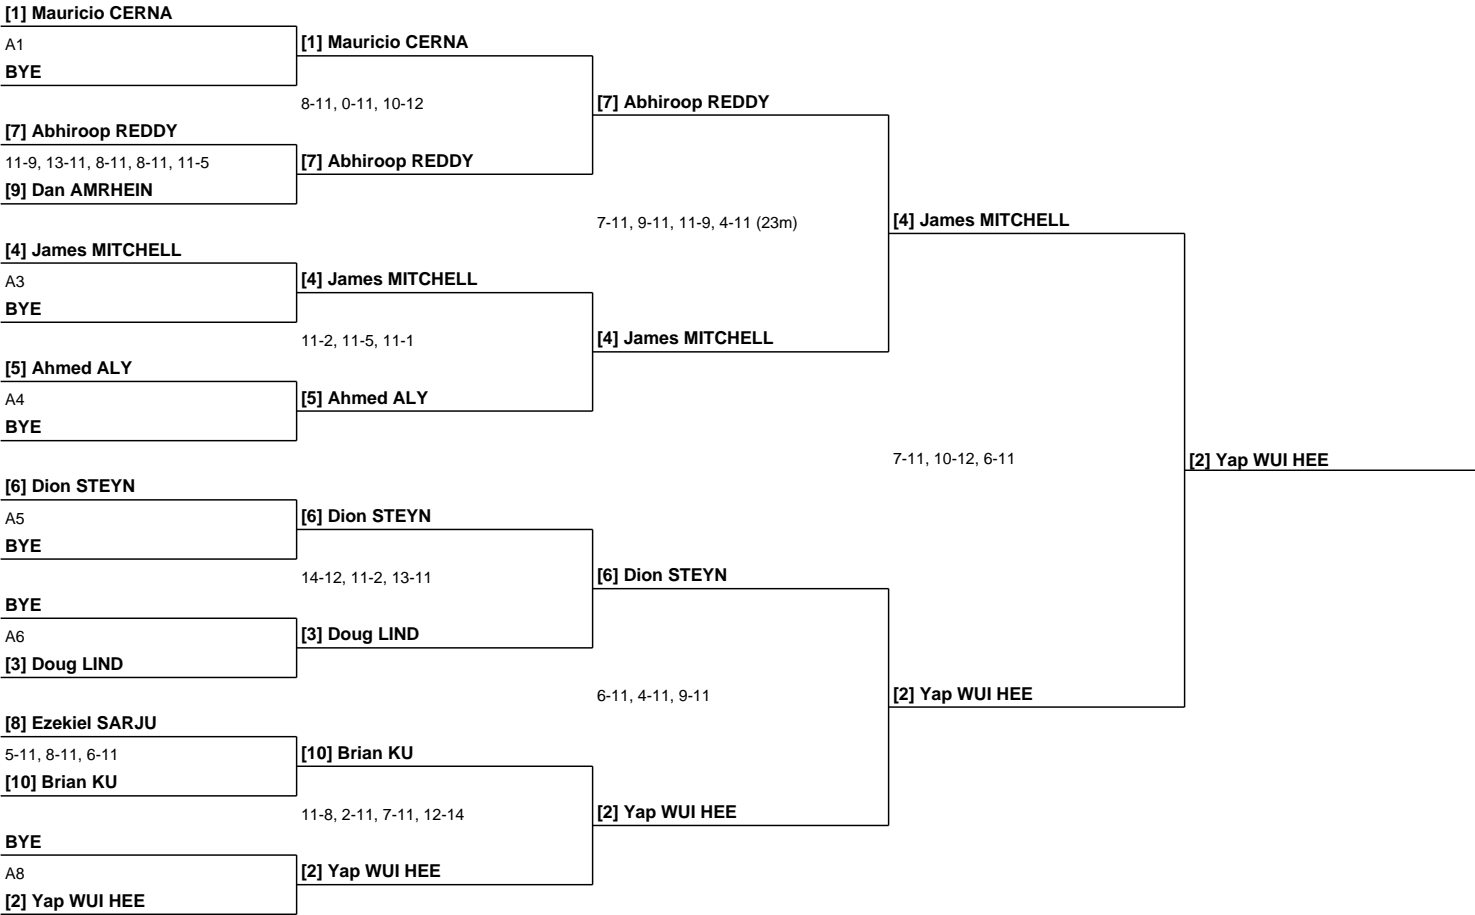 [1] Mauricio CERNA
A1
BYE
[7] Abhiroop REDDY
11-9, 13-11, 8-11, 8-11, 11-5
[9] Dan AMRHEIN
[4] James MITCHELL
A3
BYE
[5] Ahmed ALY
A4
BYE
[6] Dion STEYN
A5
BYE
BYE
A6
[3] Doug LIND
[8] Ezekiel SARJU
5-11, 8-11, 6-11
[10] Brian KU
BYE
A8
[2] Yap WUI HEE
[1] Mauricio CERNA
8-11, 0-11, 10-12
[7] Abhiroop REDDY
[4] James MITCHELL
11-2, 11-5, 11-1
[5] Ahmed ALY
[6] Dion STEYN
14-12, 11-2, 13-11
[3] Doug LIND
[10] Brian KU
11-8, 2-11, 7-11, 12-14
[2] Yap WUI HEE
[7] Abhiroop REDDY
7-11, 9-11, 11-9, 4-11 (23m)
[4] James MITCHELL
[6] Dion STEYN
6-11, 4-11, 9-11
[2] Yap WUI HEE
[4] James MITCHELL
7-11, 10-12, 6-11
[2] Yap WUI HEE
[2] Yap WUI HEE